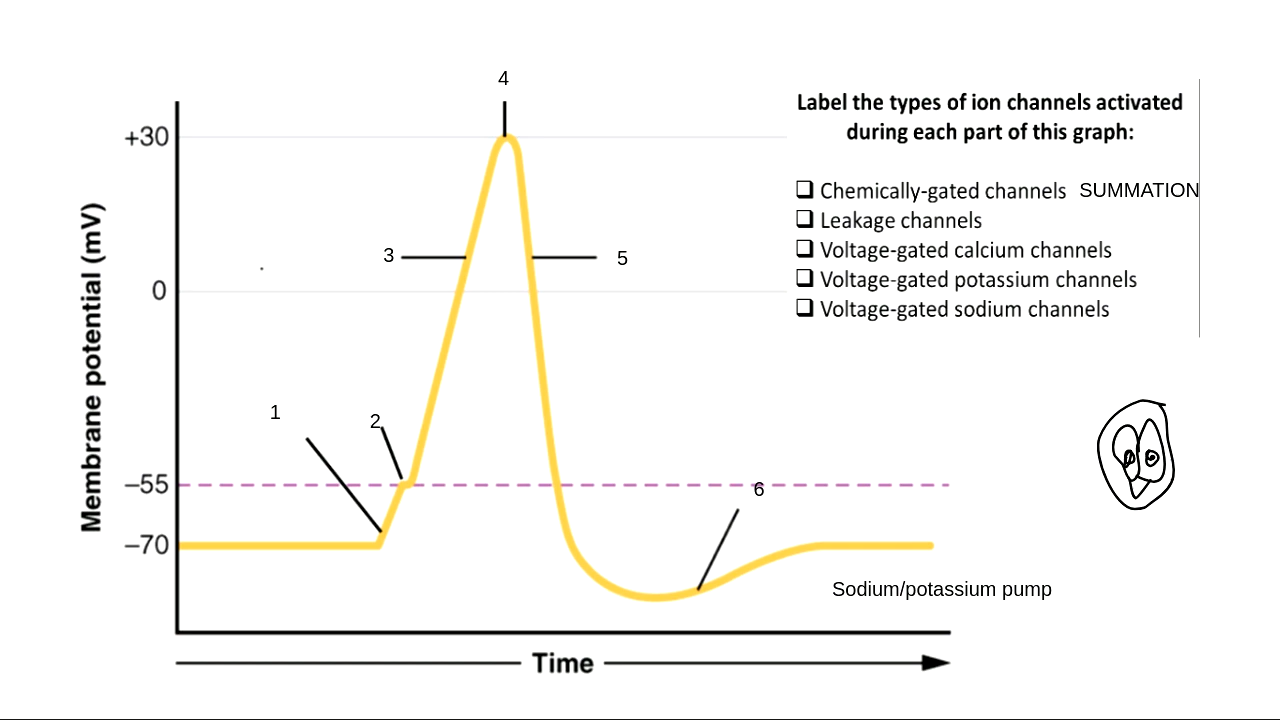 4
Label the types of ion channels activated
during each part of this graph:
+30
❑ Chemically-gated channels SUMMATION
❑ Leakage channels
❑ Voltage-gated calcium channels
❑ Voltage-gated potassium channels
❑ Voltage-gated sodium channels
3
5
0
Membrane potential (mV)
1
2
–55
6
–70
Sodium/potassium pump
Time